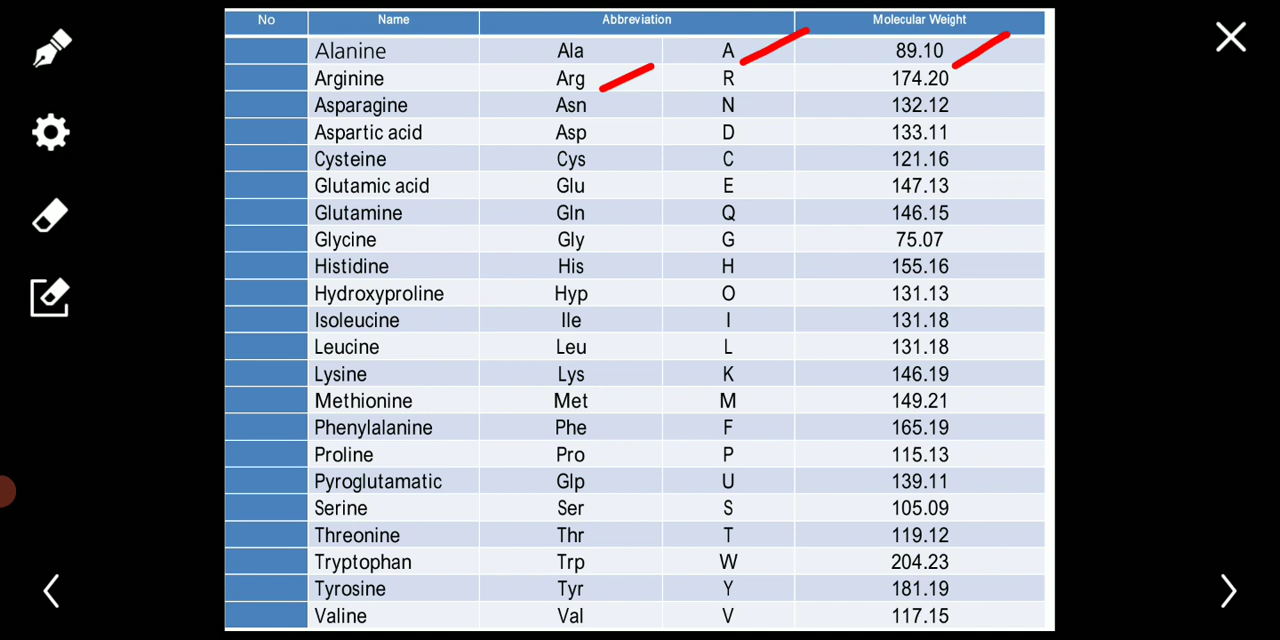 No Name Abbreviation Molecular Weight
Alanine Ala A 89.10
Arginine Arg R 174.20
Asparagine Asn N 132.12
Aspartic acid Asp D 133.11
Cysteine Cys C 121.16
Glutamic acid Glu E 147.13
Glutamine Gln Q 146.15
Glycine Gly G 75.07
Histidine His H 155.16
Hydroxyproline Hyp O 131.13
Isoleucine Ile I 131.18
Leucine Leu L 131.18
Lysine Lys K 146.19
Methionine Met M 149.21
Phenylalanine Phe F 165.19
Proline Pro P 115.13
Pyroglutamatic Glp U 139.11
Serine Ser S 105.09
Threonine Thr T 119.12
Tryptophan Trp W 204.23
Tyrosine Tyr Y 181.19
Valine Val V 117.15